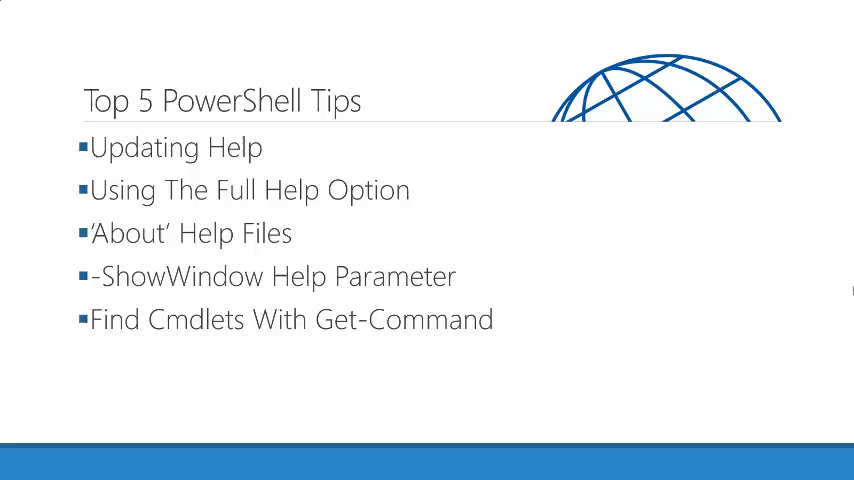 Top 5 PowerShell Tips
▪Updating Help
▪Using The Full Help Option
▪‘About’ Help Files
▪-ShowWindow Help Parameter
▪Find Cmdlets With Get-Command